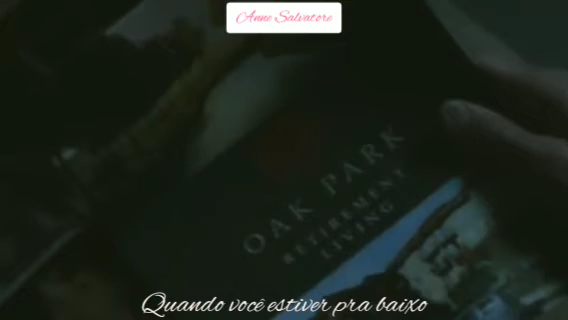 Anne Salvatore
OAK PARK
RETIREMENT
LIVING
Quando você estiver pra baixo